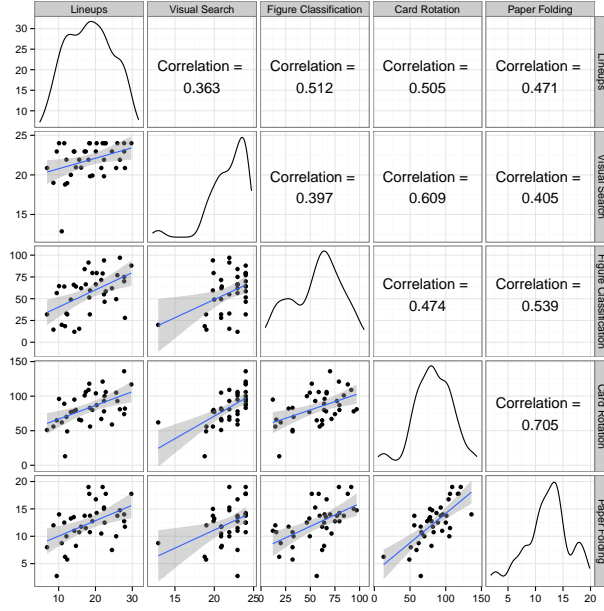 Lineups Visual Search Figure Classification Card Rotation Paper Folding
30
25
20
15
10
Correlation =
0.363
Correlation =
0.512
Correlation =
0.505
Correlation =
0.471
Lineups
25
20
15
Correlation =
0.397
Correlation =
0.609
Correlation =
0.405
Visual Search
100
75
50
25
0
Correlation =
0.474
Correlation =
0.539
Figure Classification
150
100
50
0
Correlation =
0.705
Card Rotation
20
15
10
5
Paper Folding
10 20 30 15 20 25 0 25 50 75 100 0 50 100 150 5 10 15 20